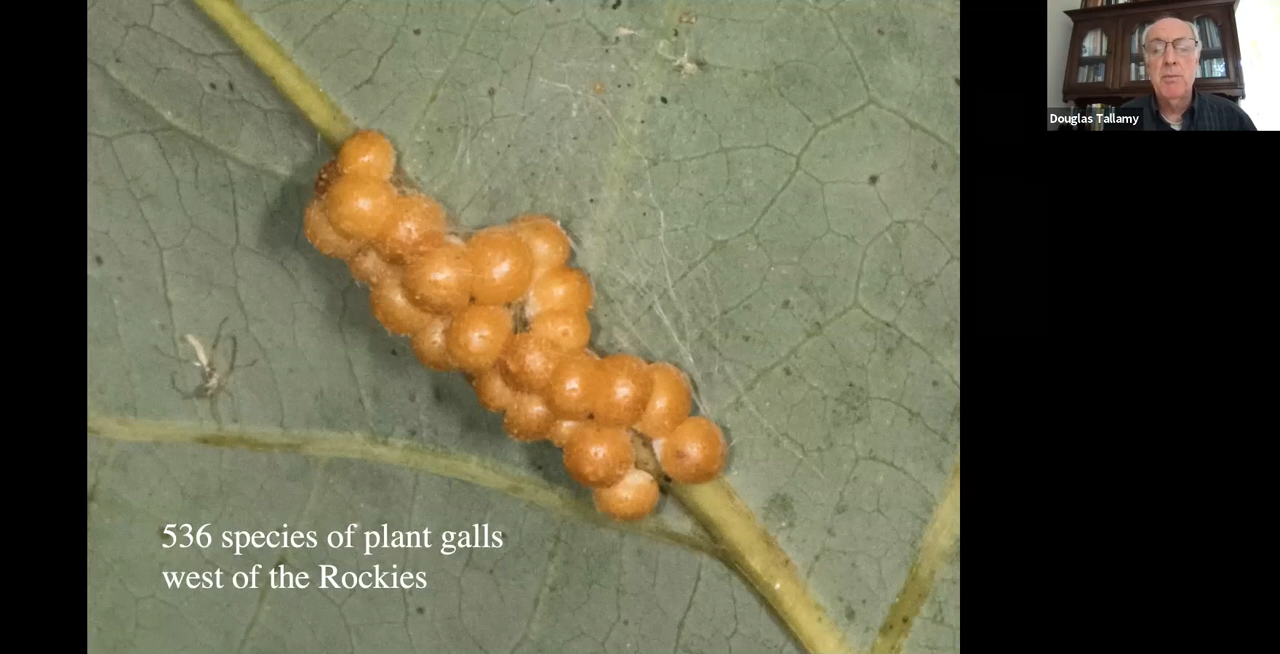 Douglas Tallamy
536 species of plant galls
west of the Rockies